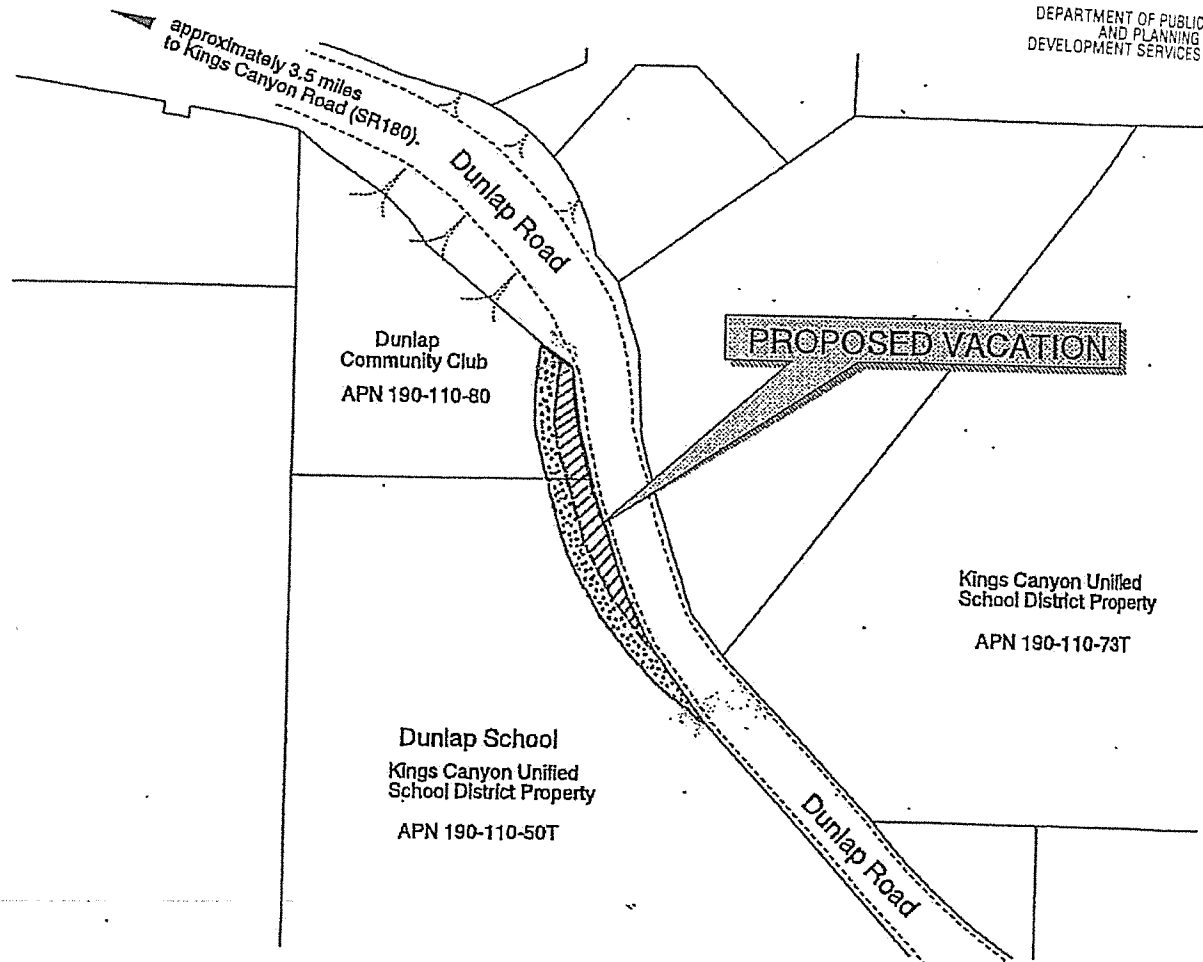 DEPARTMENT OF PUBLIC
AND PLANNING
DEVELOPMENT SERVICES
approximately 3.5 miles
to Kings Canyon Road (SR180).
Dunlap Road
PROPOSED VACATION
Dunlap
Community Club
APN 190-110-80
Kings Canyon Unified
School District Property
APN 190-110-73T
Dunlap School
Kings Canyon Unified
School District Property
APN 190-110-50T
Dunlap Road